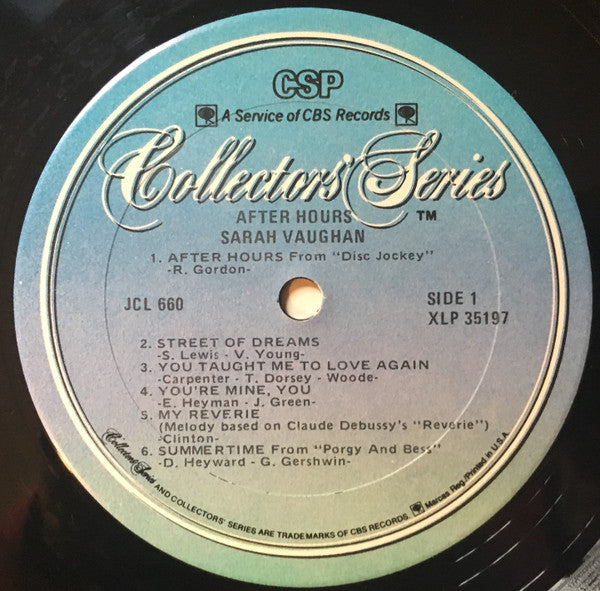 CSP
A Service of CBS Records
Collectors' Series
AFTER HOURS ™
SARAH VAUGHAN
1. AFTER HOURS From "Disc Jockey"
-R. Gordon-
JCL 660
SIDE 1
XLP 35197
2. STREET OF DREAMS
-S. Lewis - V. Young-
3. YOU TAUGHT ME TO LOVE AGAIN
-Carpenter - T. Dorsey - Woode-
4. YOU'RE MINE, YOU
-E. Heyman - J. Green-
5. MY REVERIE
(Melody based on Claude Debussy's "Reverie")
-Clinton-
6. SUMMERTIME From "Porgy And Bess"
-D. Heyward - G. Gershwin-
Collectors' Series AND COLLECTORS' SERIES ARE TRADEMARKS OF CBS RECORDS. Marcas Reg./Printed in U.S.A.